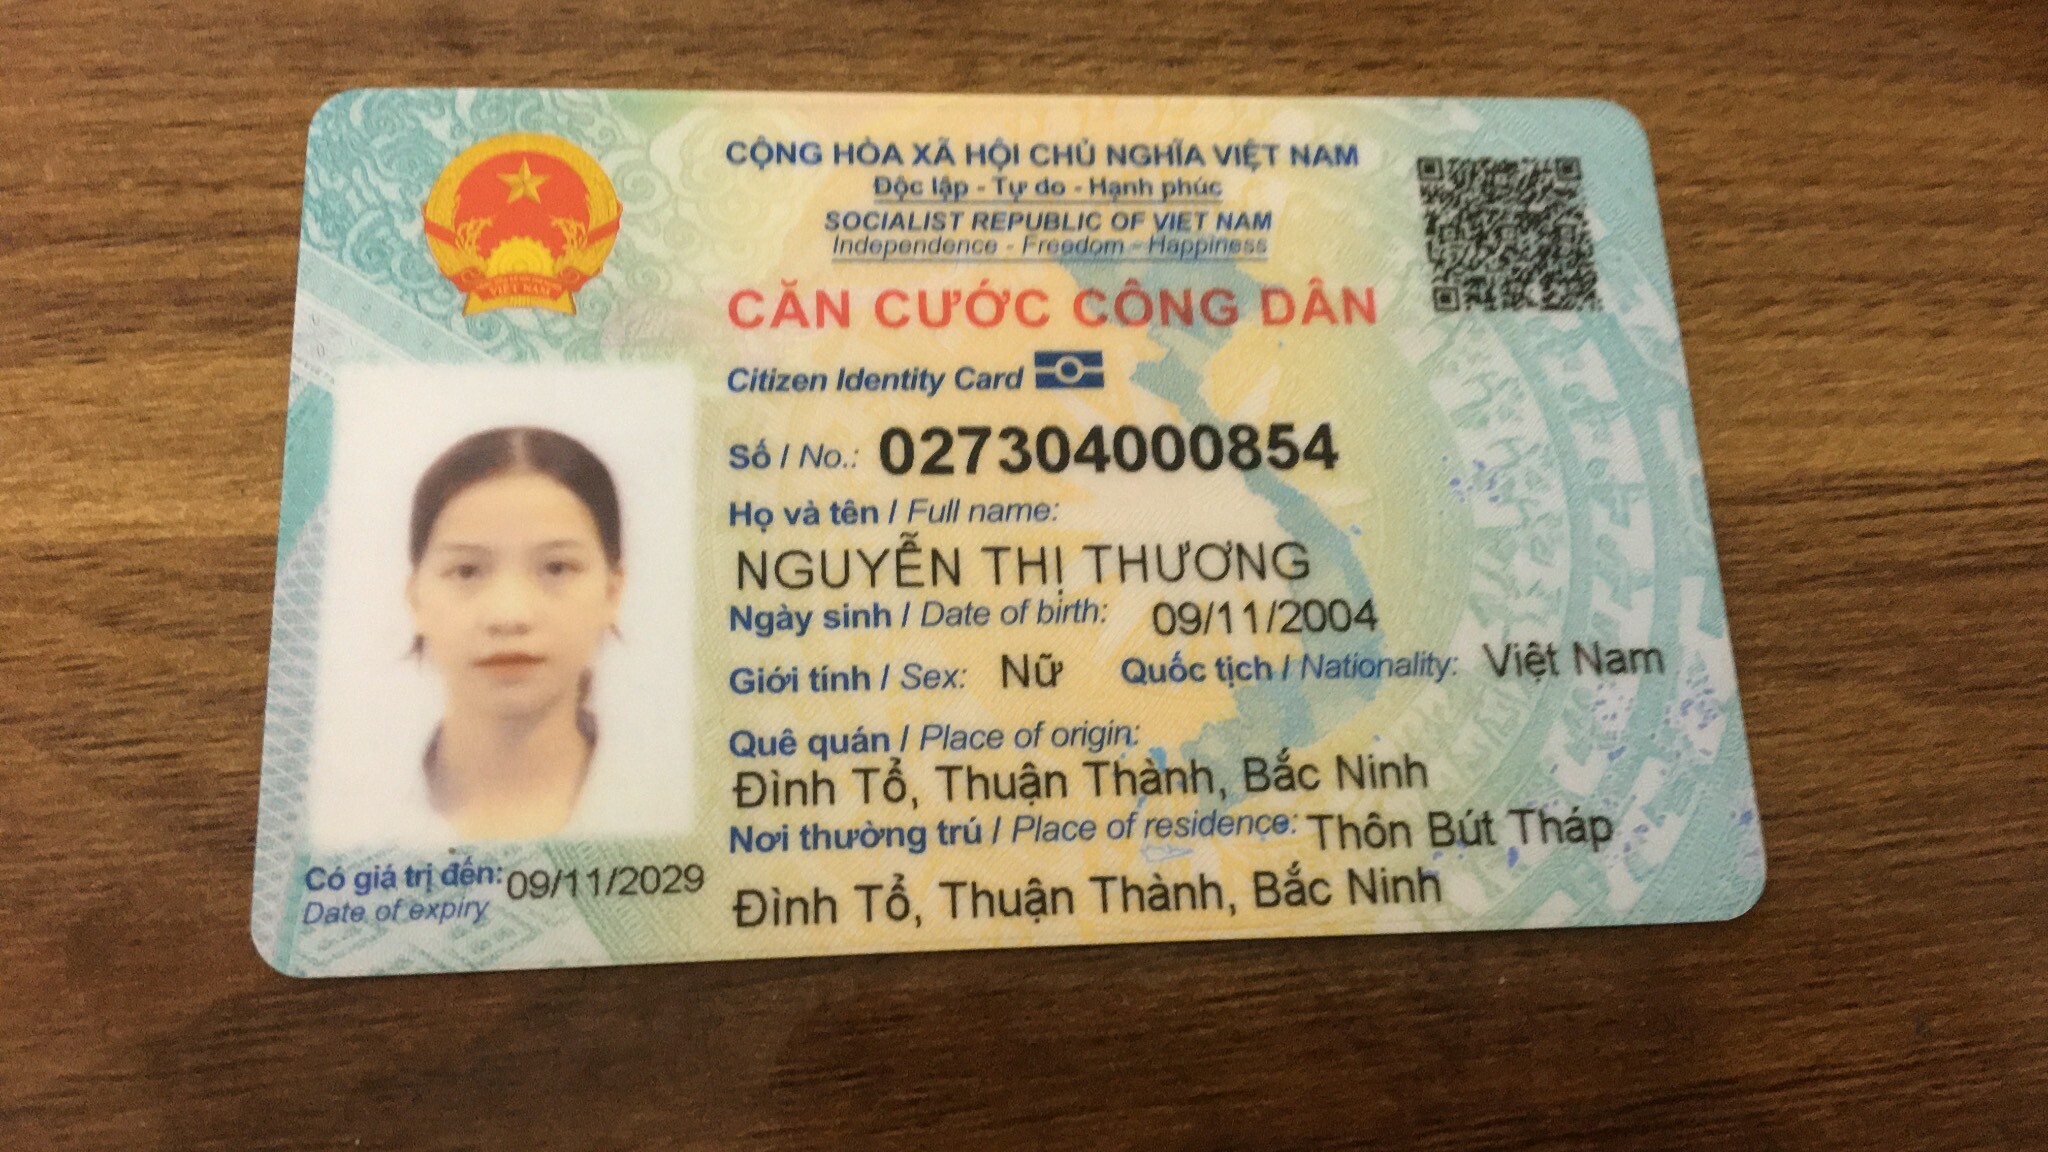 CỘNG HÒA XÃ HỘI CHỦ NGHĨA VIỆT NAM
Độc lập - Tự do - Hạnh phúc
SOCIALIST REPUBLIC OF VIET NAM
Independence - Freedom - Happiness
CĂN CƯỚC CÔNG DÂN
Citizen Identity Card
Số / No.: 027304000854
Họ và tên / Full name:
NGUYỄN THỊ THƯƠNG
Ngày sinh / Date of birth: 09/11/2004
Giới tính / Sex: Nữ Quốc tịch / Nationality: Việt Nam
Quê quán / Place of origin:
Đình Tổ, Thuận Thành, Bắc Ninh
Nơi thường trú / Place of residence: Thôn Bút Tháp
Đình Tổ, Thuận Thành, Bắc Ninh
Có giá trị đến: 09/11/2029
Date of expiry